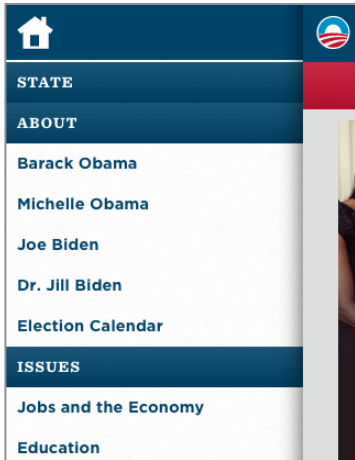 STATE
ABOUT
Barack Obama
Michelle Obama
Joe Biden
Dr. Jill Biden
Election Calendar
ISSUES
Jobs and the Economy
Education